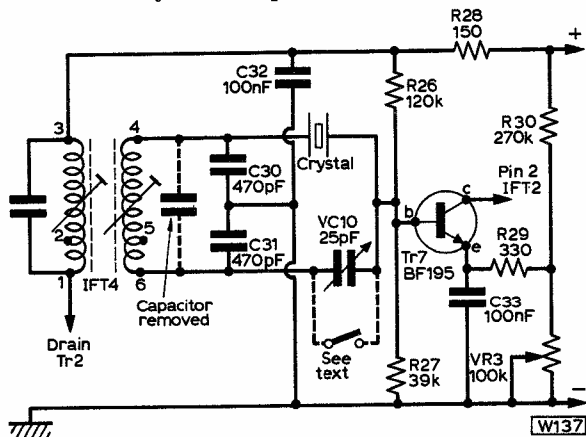 R28
150
+
C32
100nF
R26
120k
R30
270k
3
4
Crystal
C30
470pF
Pin 2
IFT2
c
VC10
25pF
b
2
5
C31
470pF
e
R29
330
Tr7
BF195
1
IFT4
6
Capacitor
removed
C33
100nF
Drain
Tr2
See
text
R27
39k
VR3
100k
−
W137